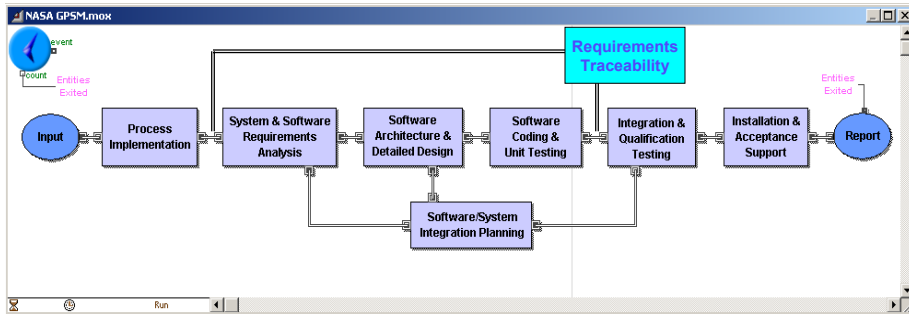 NASA GPSM.mox
event
count
Entities
Exited
Requirements
Traceability
Entities
Exited
Input
Process
Implementation
System & Software
Requirements
Analysis
Software
Architecture &
Detailed Design
Software
Coding &
Unit Testing
Integration &
Qualification
Testing
Installation &
Acceptance
Support
Report
Software/System
Integration Planning
Run